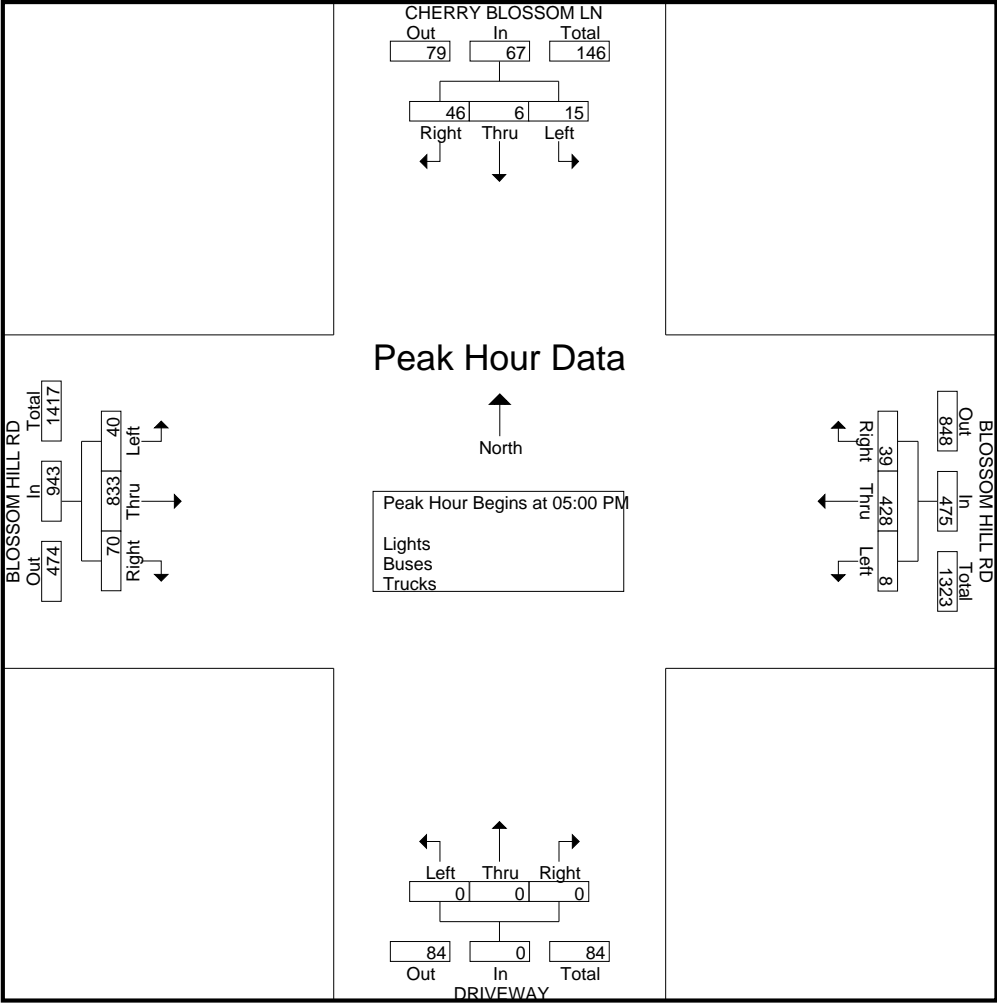 CHERRY BLOSSOM LN
Out In Total
79 67 146
46 6 15
Right Thru Left
Peak Hour Data
North
Peak Hour Begins at 05:00 PM
Lights
Buses
Trucks
BLOSSOM HILL RD
Total In Out
1417 943 474
40 833 70
Left Thru Right
BLOSSOM HILL RD
Out In Total
848 475 1323
39 428 8
Right Thru Left
Left Thru Right
0 0 0
84 0 84
Out In Total
DRIVEWAY